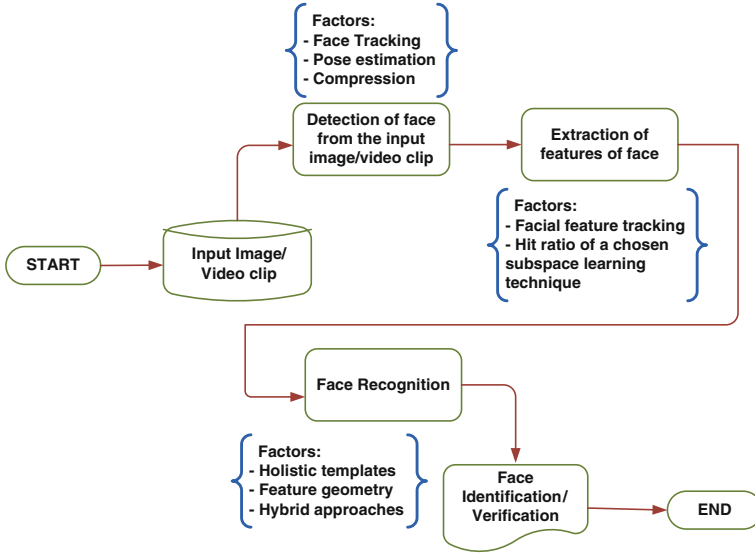 Factors:
- Face Tracking
- Pose estimation
- Compression
Detection of face
from the input
image/video clip
Extraction of
features of face
Factors:
- Facial feature tracking
- Hit ratio of a chosen
subspace learning
technique
START
Input Image/
Video clip
Face Recognition
Factors:
- Holistic templates
- Feature geometry
- Hybrid approaches
Face
Identification/
Verification
END